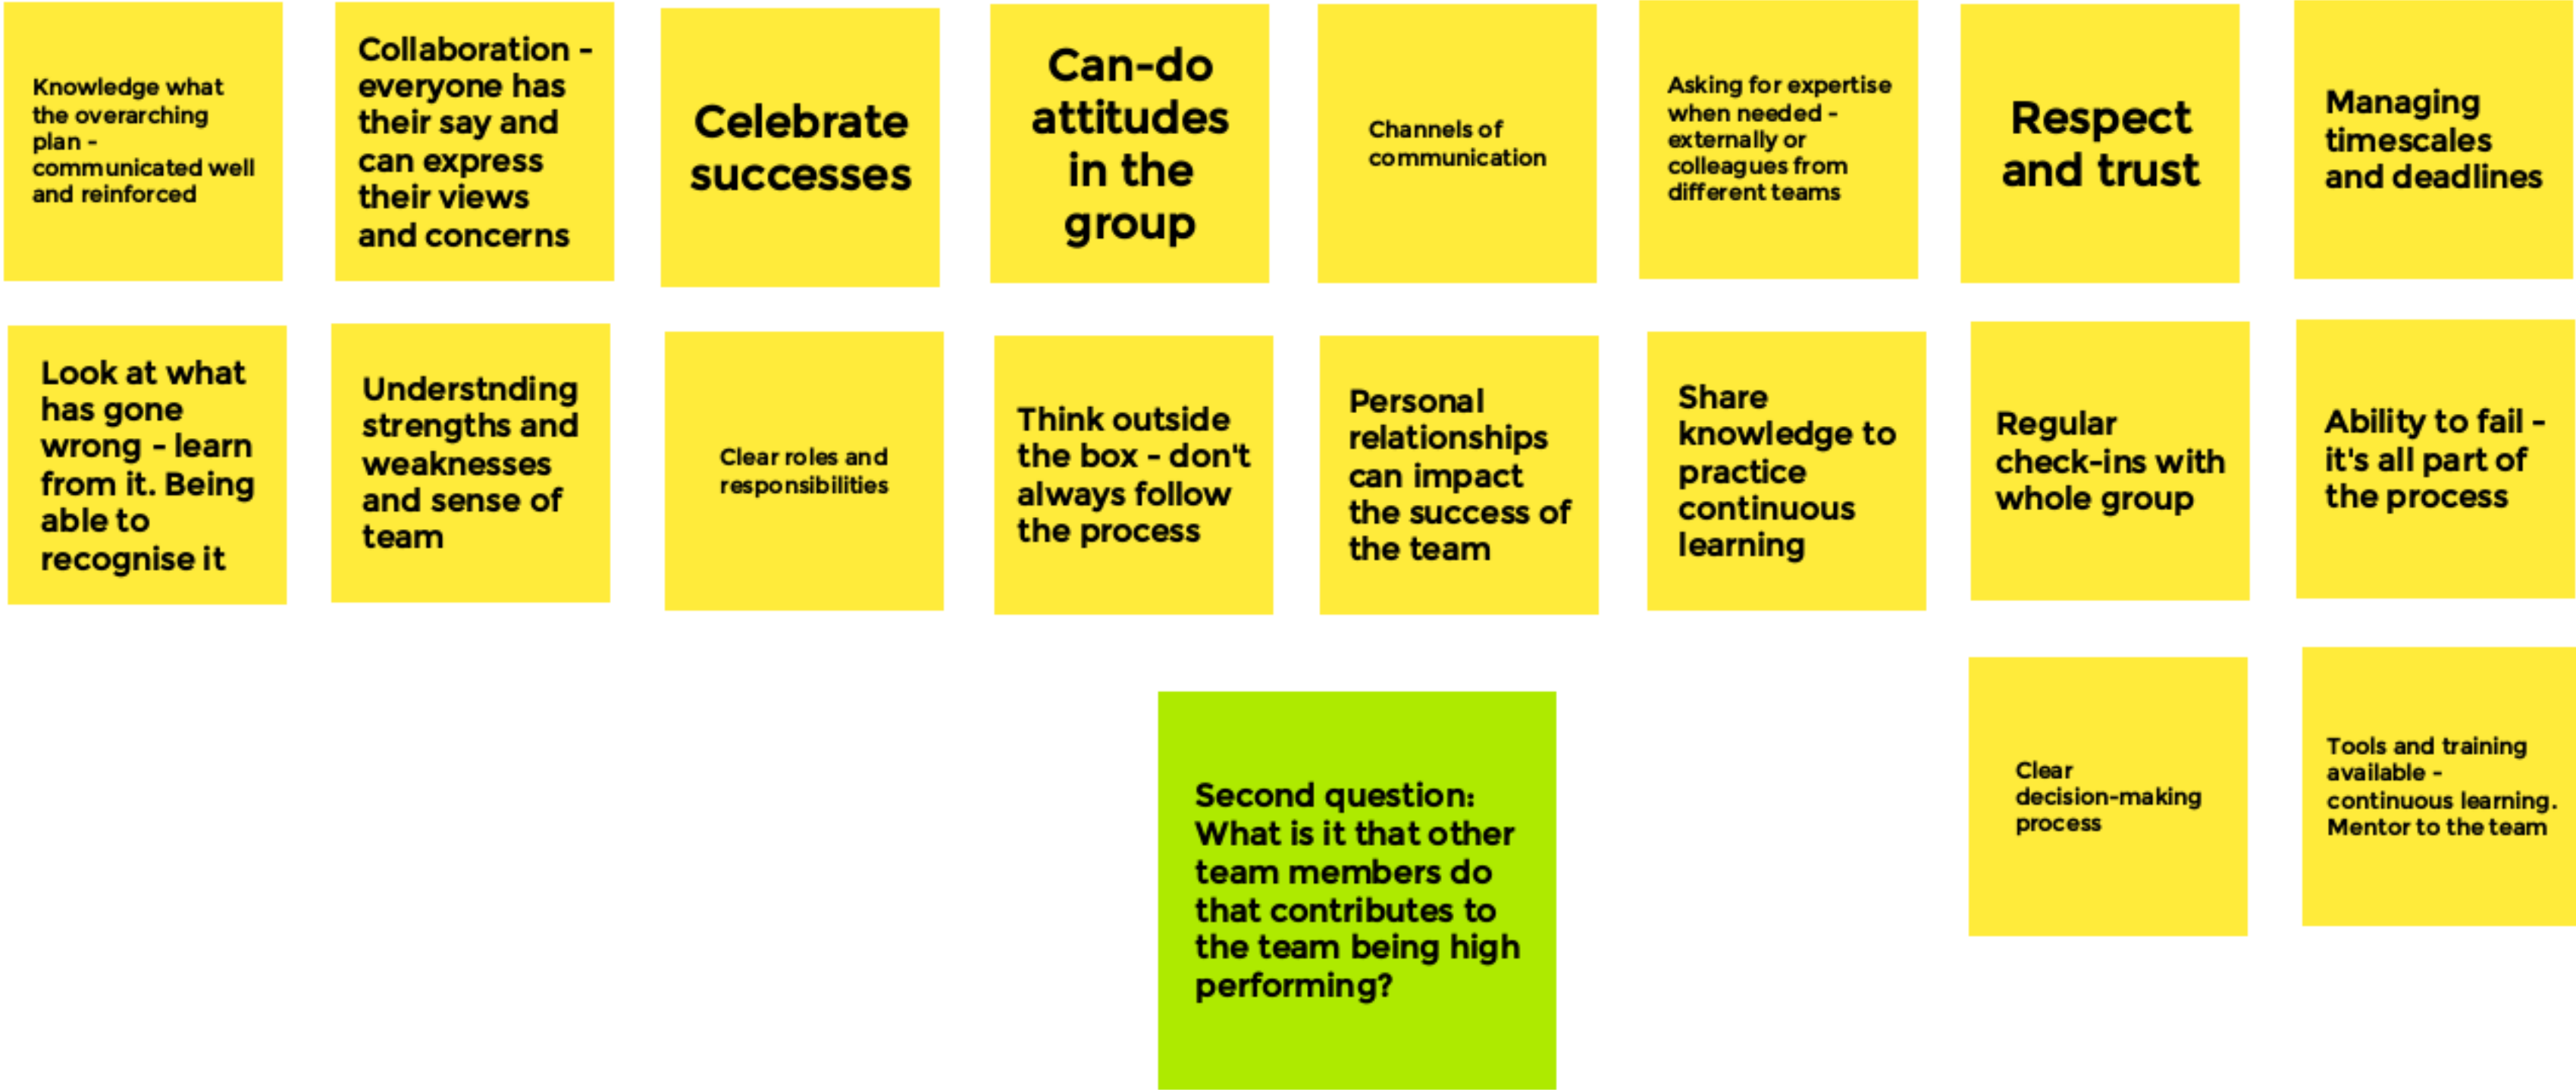 Knowledge what
the overarching
plan -
communicated well
and reinforced
Collaboration -
everyone has
their say and
can express
their views
and concerns
Celebrate
successes
Can-do
attitudes
in the
group
Channels of
communication
Asking for expertise
when needed -
externally or
colleagues from
different teams
Respect
and trust
Managing
timescales
and deadlines
Look at what
has gone
wrong - learn
from it. Being
able to
recognise it
Understnding
strengths and
weaknesses
and sense of
team
Clear roles and
responsibilities
Think outside
the box - don't
always follow
the process
Personal
relationships
can impact
the success of
the team
Share
knowledge to
practice
continuous
learning
Regular
check-ins with
whole group
Ability to fail -
it's all part of
the process
Second question:
What is it that other
team members do
that contributes to
the team being high
performing?
Clear
decision-making
process
Tools and training
available -
continuous learning.
Mentor to the team